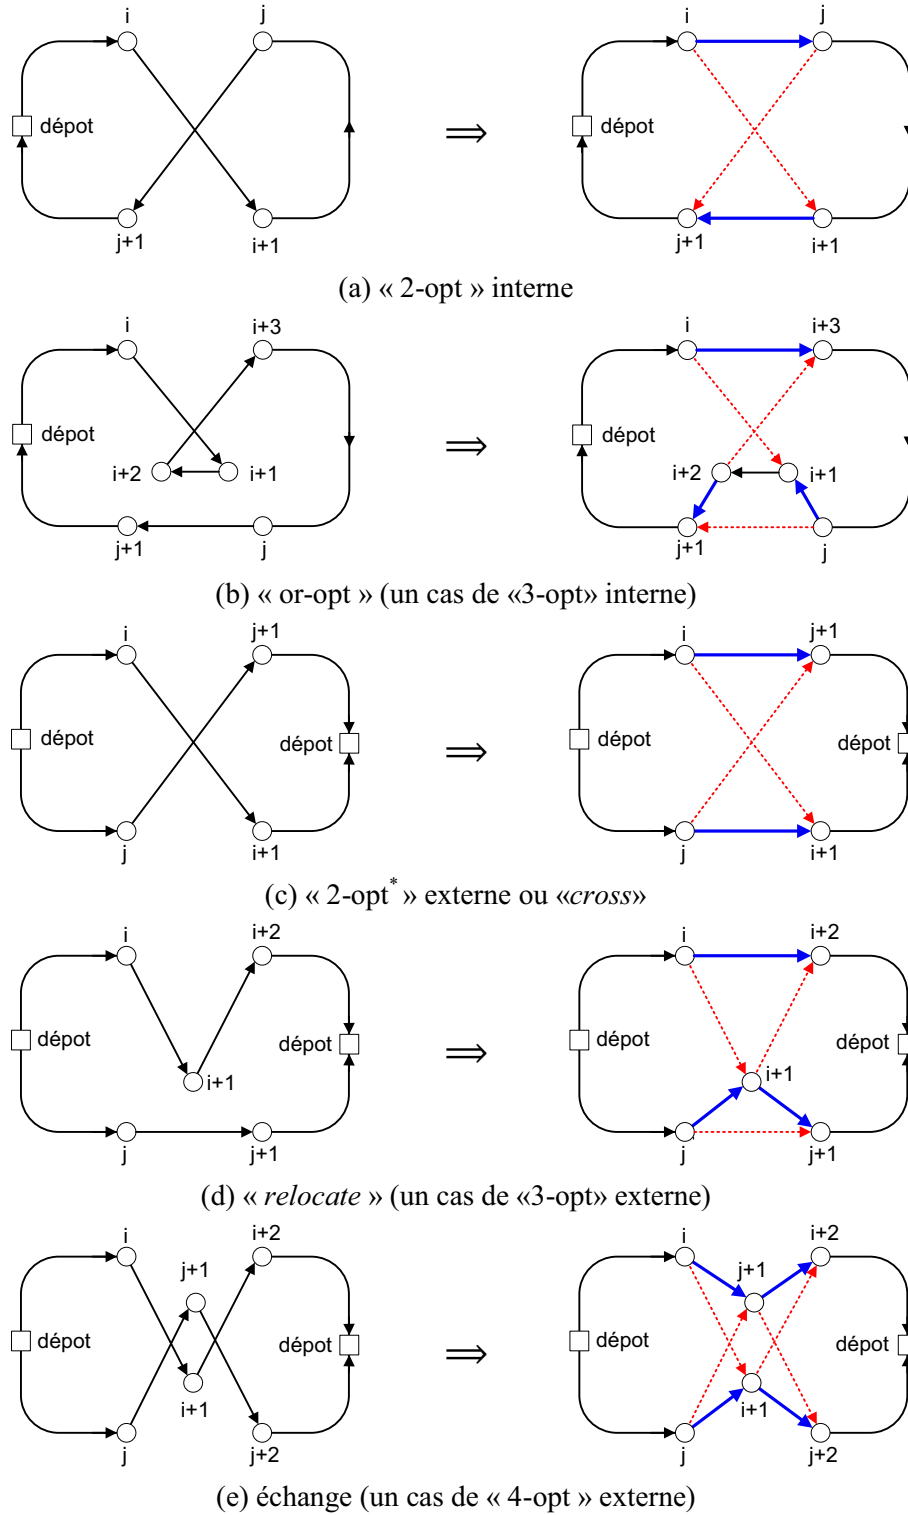 i j i j
dépot ⇒ dépot
j+1 i+1 j+1 i+1
(a) « 2-opt » interne
i i+3 i i+3
dépot ⇒ dépot
i+2 i+1 i+2 i+1
j+1 j j+1 j
(b) « or-opt » (un cas de «3-opt» interne)
i j+1 i j+1
dépot dépot ⇒ dépot dépot
j i+1 j i+1
(c) « 2-opt* » externe ou «cross»
i i+2 i i+2
dépot dépot ⇒ dépot dépot
i+1 i+1
j j+1 j j+1
(d) « relocate » (un cas de «3-opt» externe)
i i+2 i i+2
j+1 j+1
dépot dépot ⇒ dépot dépot
i+1 i+1
j j+2 j j+2
(e) échange (un cas de « 4-opt » externe)